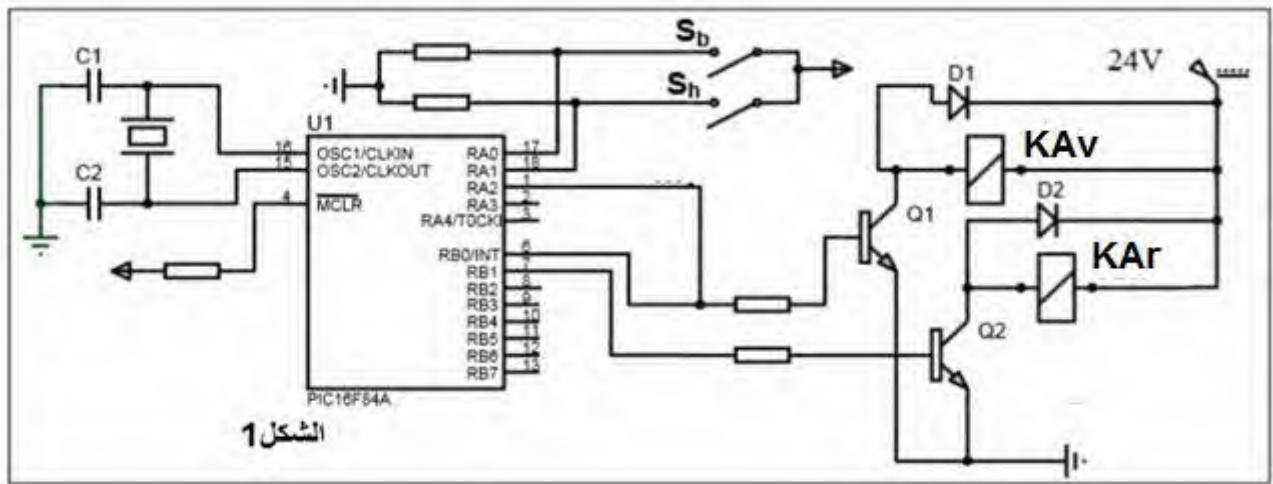 C1
C2
S_b
S_h
24V
D1
KAv
D2
KAr
Q1
Q2
U1
16 OSC1/CLKIN
15 OSC2/CLKOUT
4 MCLR
RA0 17
RA1 18
RA2 1
RA3 2
RA4/T0CKI 3
RB0/INT 6
RB1 7
RB2 8
RB3 9
RB4 10
RB5 11
RB6 12
RB7 13
PIC16F84A
الشكل1